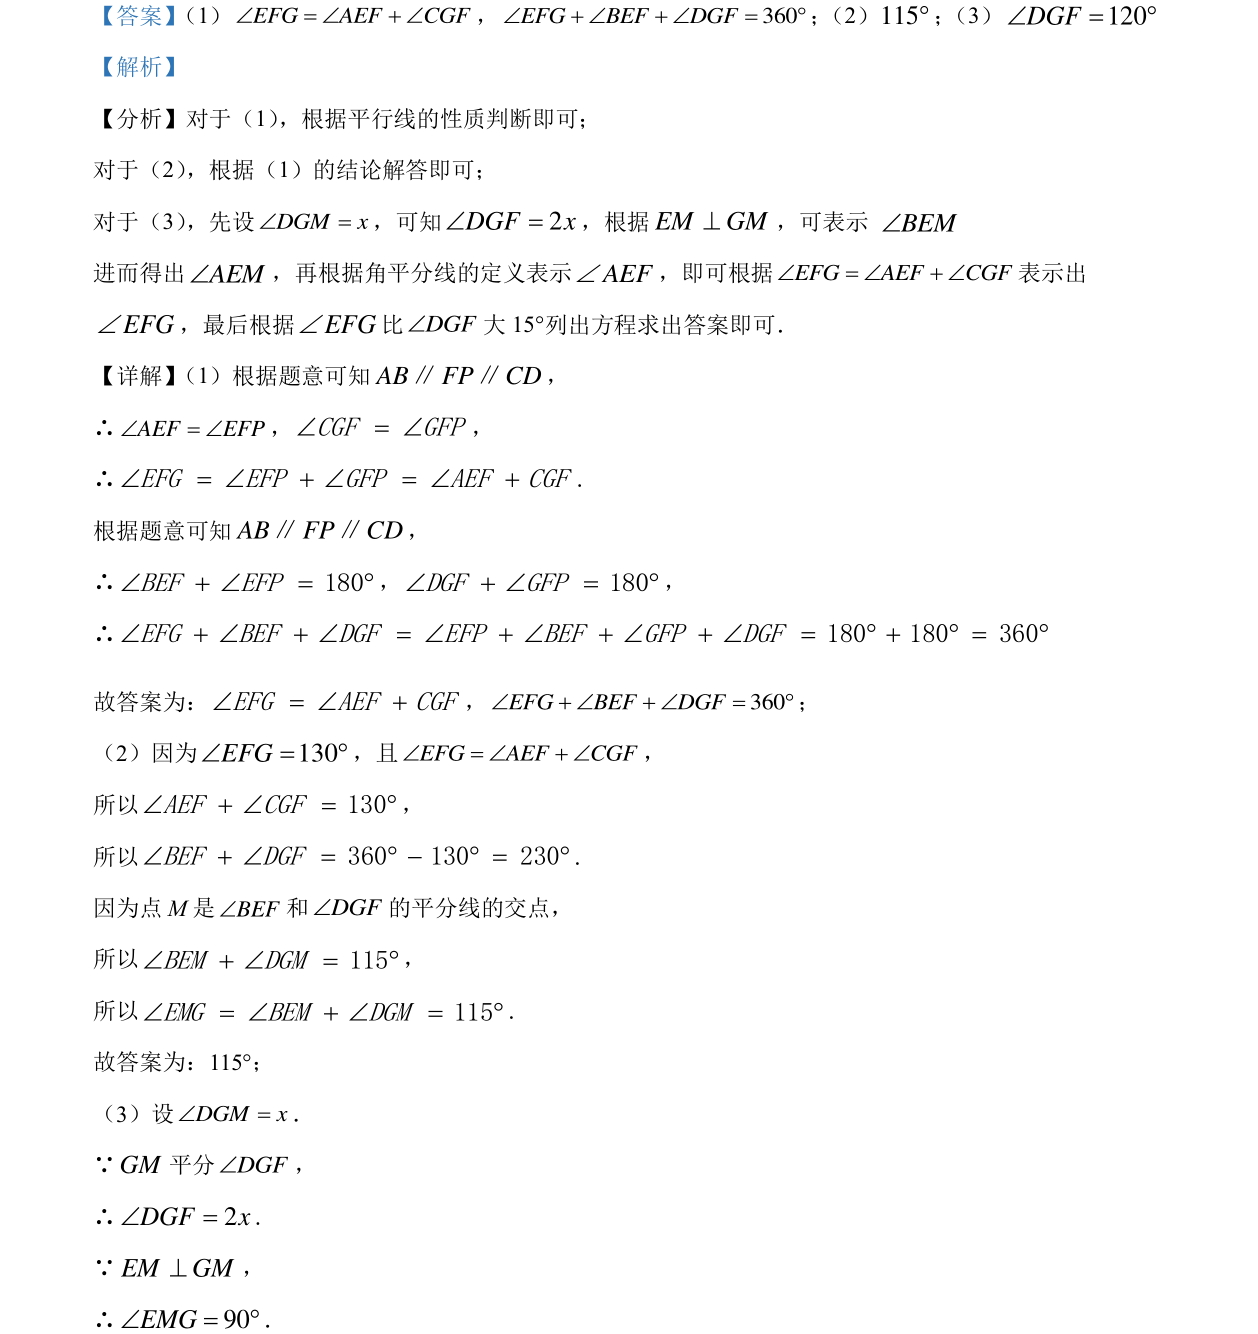 【答案】（1）∠EFG = ∠AEF + ∠CGF，∠EFG + ∠BEF + ∠DGF = 360°；（2）115°；（3）∠DGF = 120°
【解析】
【分析】对于（1），根据平行线的性质判断即可；
对于（2），根据（1）的结论解答即可；
对于（3），先设∠DGM = x，可知∠DGF = 2x，根据EM ⊥ GM，可表示 ∠BEM
进而得出∠AEM，再根据角平分线的定义表示∠AEF，即可根据∠EFG = ∠AEF + ∠CGF 表示出
∠EFG，最后根据∠EFG 比∠DGF 大 15°列出方程求出答案即可．
【详解】（1）根据题意可知 AB∥FP∥CD，
∴∠AEF = ∠EFP，∠CGF = ∠GFP，
∴∠EFG = ∠EFP + ∠GFP = ∠AEF + CGF．
根据题意可知 AB∥FP∥CD，
∴∠BEF + ∠EFP = 180°，∠DGF + ∠GFP = 180°，
∴∠EFG + ∠BEF + ∠DGF = ∠EFP + ∠BEF + ∠GFP + ∠DGF = 180° + 180° = 360°
故答案为：∠EFG = ∠AEF + CGF，∠EFG + ∠BEF + ∠DGF = 360°；
（2）因为∠EFG = 130°，且∠EFG = ∠AEF + ∠CGF，
所以∠AEF + ∠CGF = 130°，
所以∠BEF + ∠DGF = 360° − 130° = 230°．
因为点 M 是∠BEF 和∠DGF 的平分线的交点，
所以∠BEM + ∠DGM = 115°，
所以∠EMG = ∠BEM + ∠DGM = 115°．
故答案为：115°；
（3）设∠DGM = x．
∵GM 平分∠DGF，
∴∠DGF = 2x．
∵EM ⊥ GM，
∴∠EMG = 90°．